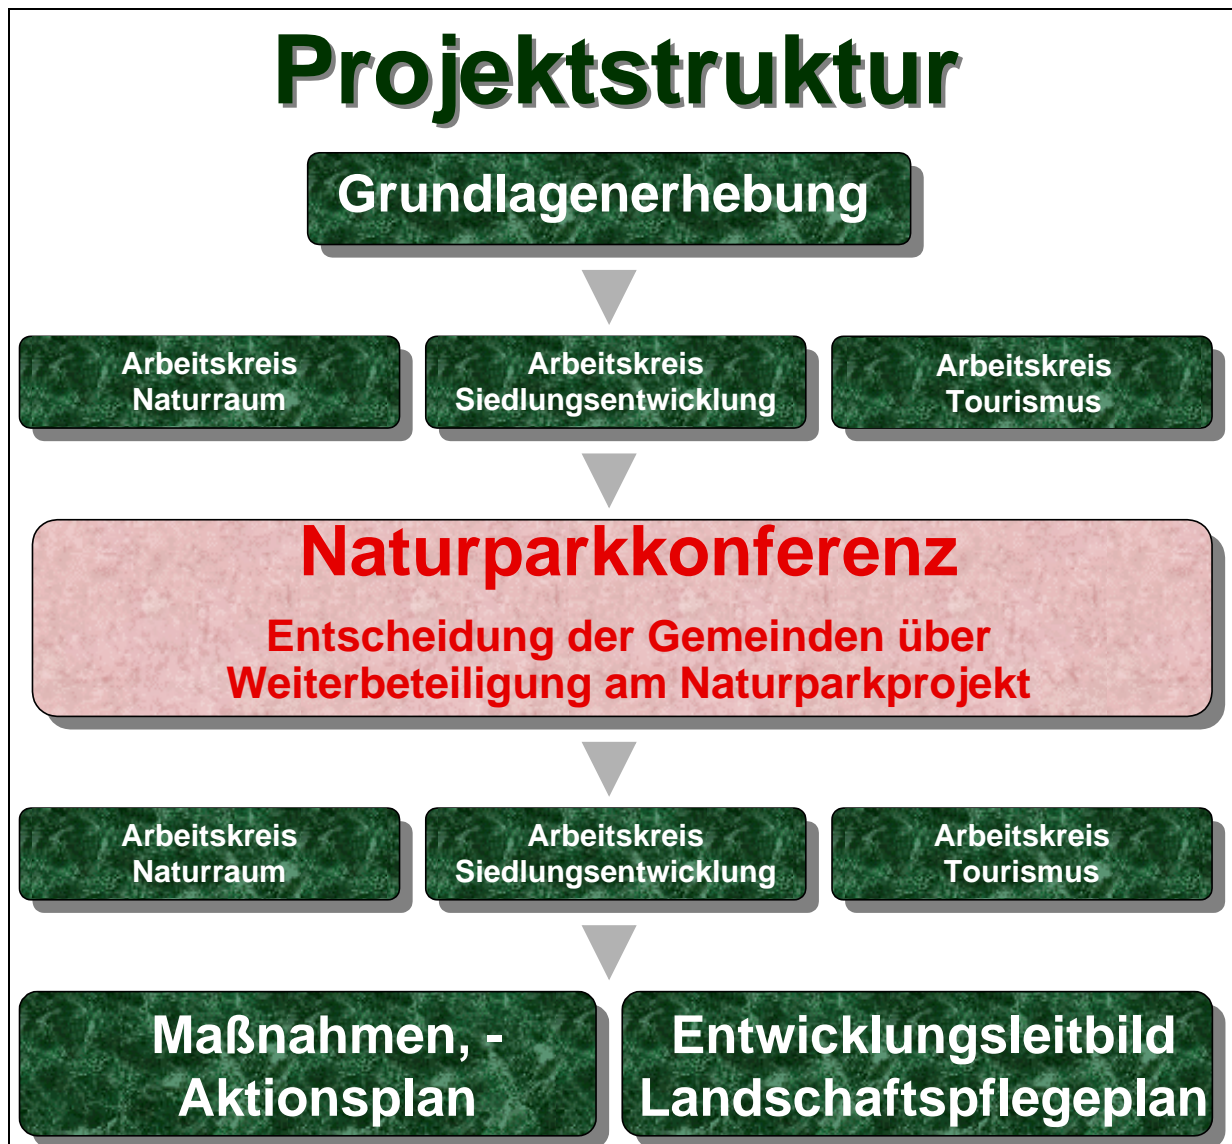 Projektstruktur
Grundlagenerhebung
Arbeitskreis
Naturraum
Arbeitskreis
Siedlungsentwicklung
Arbeitskreis
Tourismus
Naturparkkonferenz
Entscheidung der Gemeinden über
Weiterbeteiligung am Naturparkprojekt
Arbeitskreis
Naturraum
Arbeitskreis
Siedlungsentwicklung
Arbeitskreis
Tourismus
Maßnahmen, -
Aktionsplan
Entwicklungsleitbild
Landschaftspflegeplan